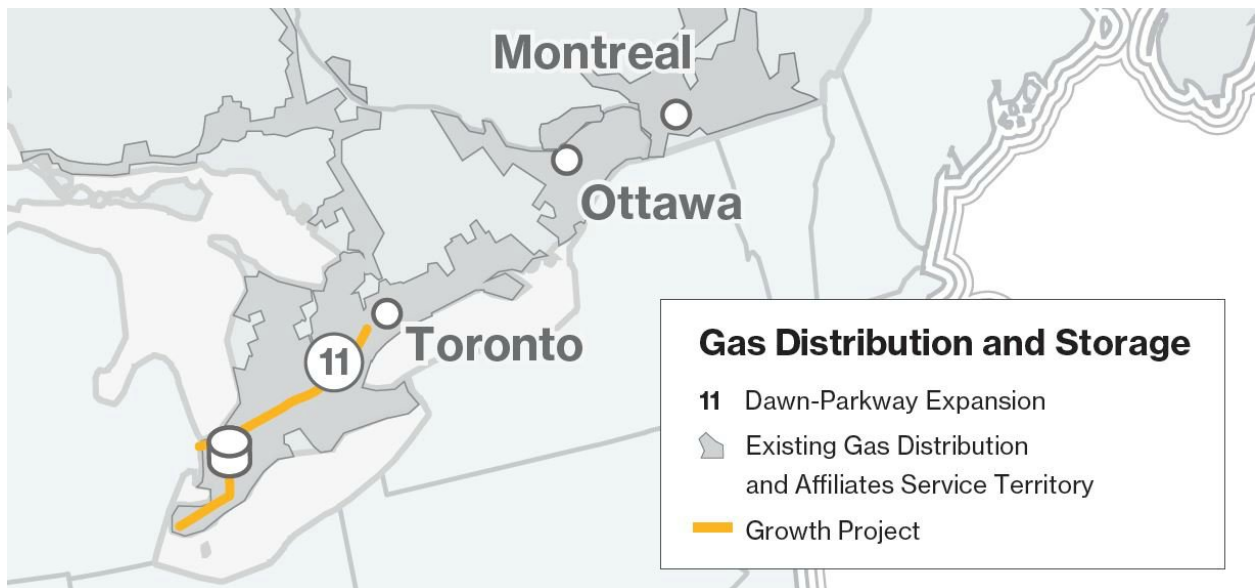 Montreal
Ottawa
Toronto
11
Gas Distribution and Storage
11 Dawn-Parkway Expansion
Existing Gas Distribution
and Affiliates Service Territory
Growth Project